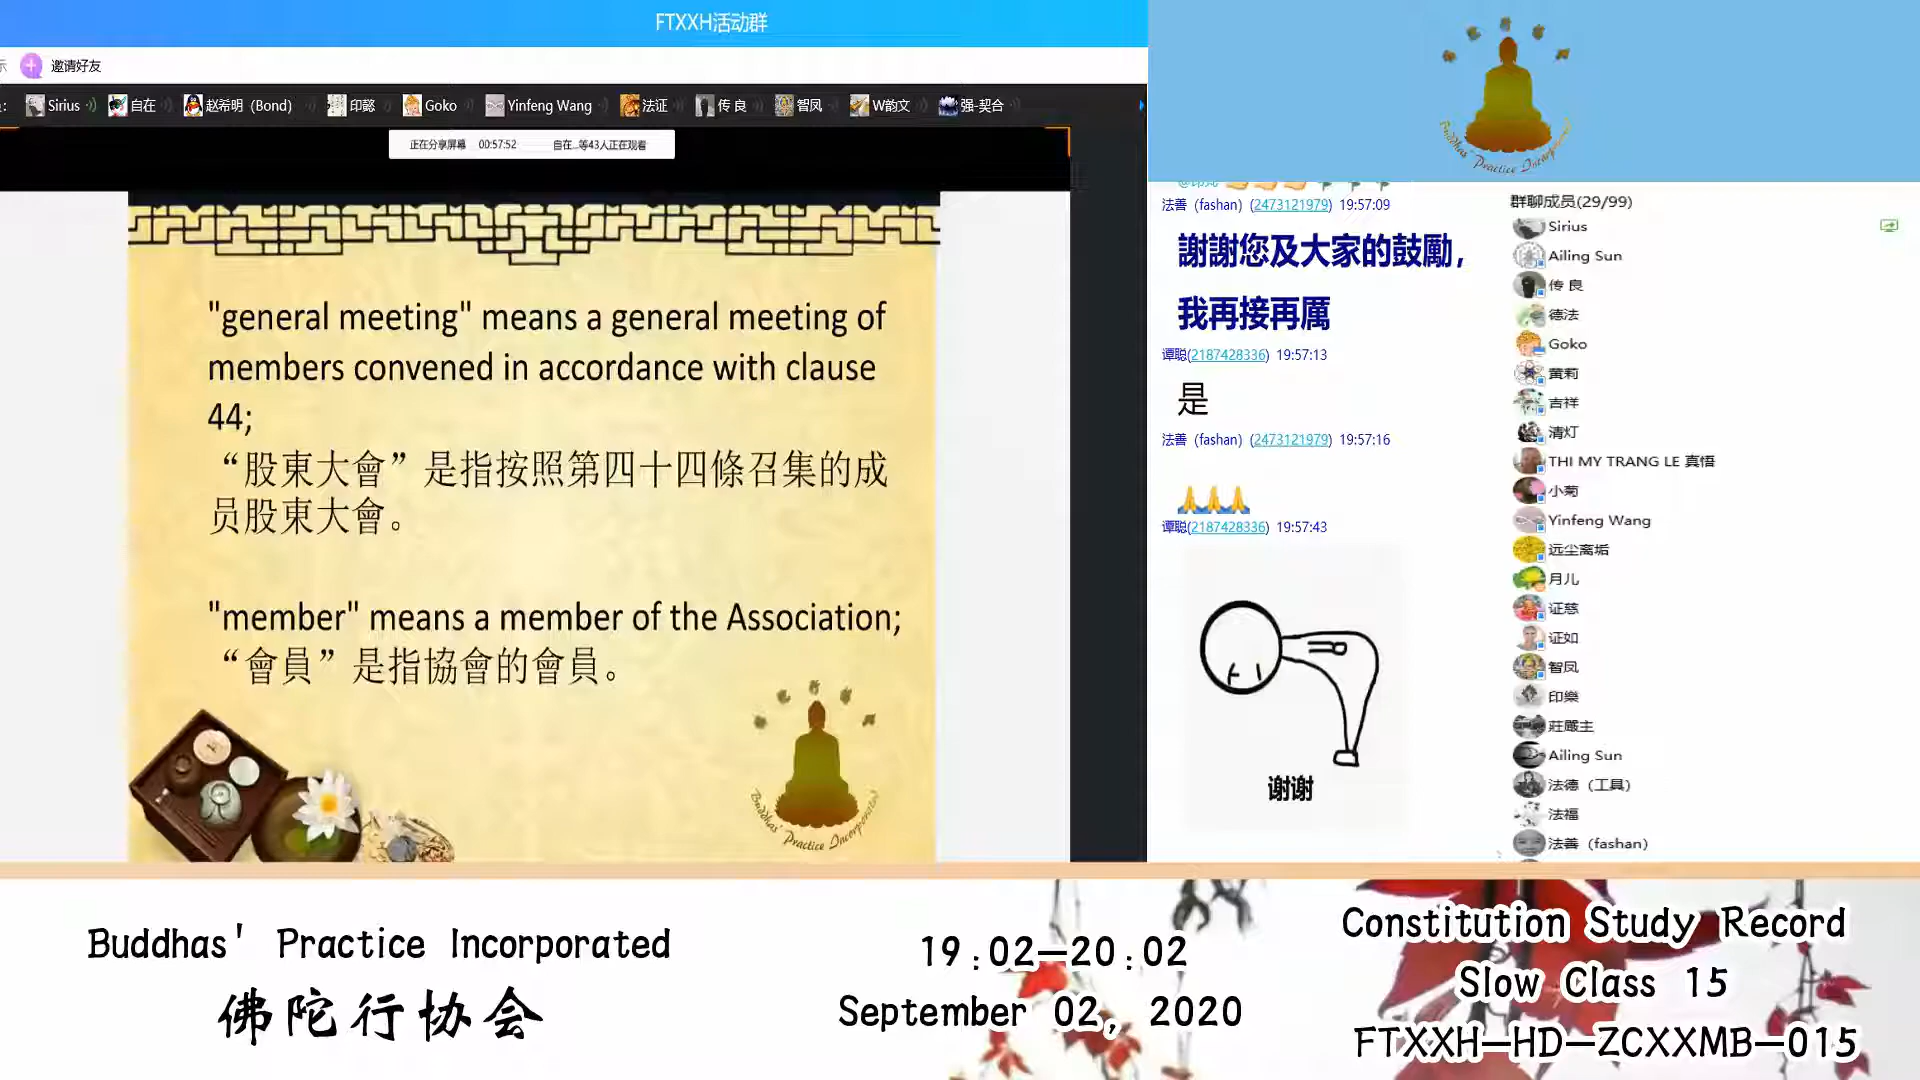 FTXXH活动群
示 邀请好友
: Sirius 自在 赵希明 (Bond) 印懿 Goko Yinfeng Wang 法证 传 良 智凤 W韵文 强-契合
正在分享屏幕 00:57:52 自在...等43人正在观看
"general meeting" means a general meeting of
members convened in accordance with clause
44;
“股東大會”是指按照第四十四條召集的成
员股東大會。
"member" means a member of the Association;
“會員”是指協會的會員。
Buddhas' Practice Incorporated
Buddhas' Practice Incorporated
法善 (fashan) (2473121979) 19:57:09
謝謝您及大家的鼓勵，
我再接再厲
谭聪(2187428336) 19:57:13
是
法善 (fashan) (2473121979) 19:57:16
🙏🙏🙏
谭聪(2187428336) 19:57:43
谢谢
群聊成员(29/99)
Sirius
Ailing Sun
传 良
德法
Goko
黄莉
吉祥
清灯
THI MY TRANG LE 真悟
小菊
Yinfeng Wang
远尘离垢
月儿
证慈
证如
智凤
印樂
莊嚴主
Ailing Sun
法德（工具）
法福
法善 (fashan)
Buddhas' Practice Incorporated
佛陀行协会
19:02—20:02
September 02, 2020
Constitution Study Record
Slow Class 15
FTXXH—HD—ZCXXMB—015